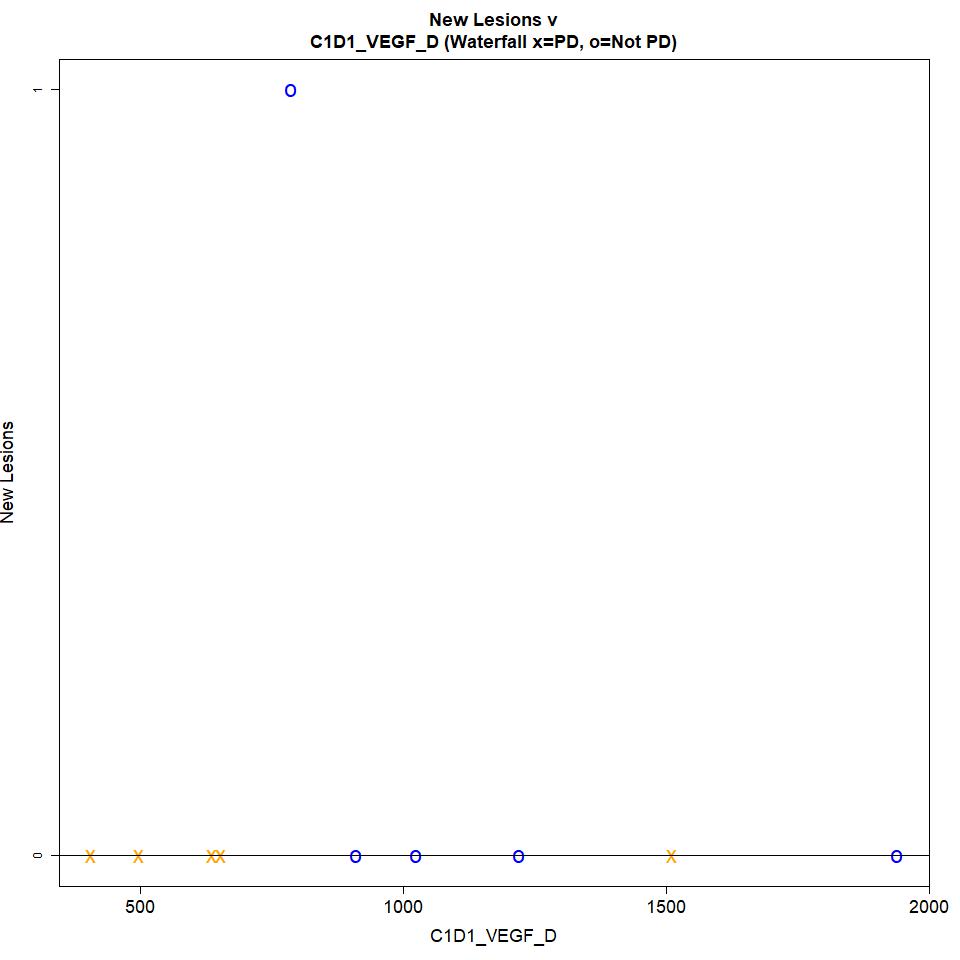 New Lesions v
C1D1_VEGF_D (Waterfall x=PD, o=Not PD)
1
o
New Lesions
0
x x x x o o o x o
500 1000 1500 2000
C1D1_VEGF_D